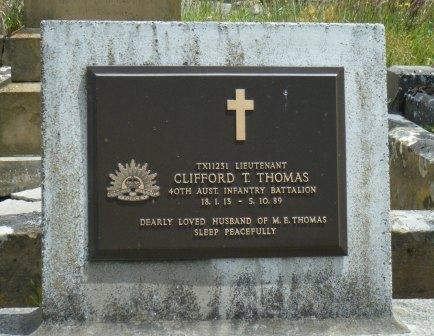 TX11231 LIEUTENANT
CLIFFORD T. THOMAS
40TH AUST. INFANTRY BATTALION
18. 1. 13 - 5. 10. 89
DEARLY LOVED HUSBAND OF M. E. THOMAS
SLEEP PEACEFULLY